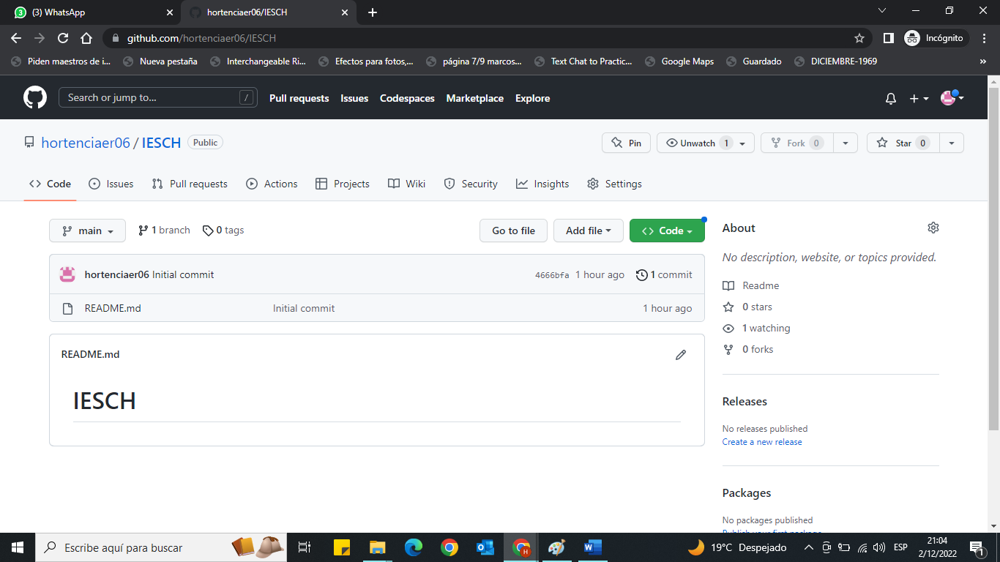 (3) WhatsApp
hortenciaer06/IESCH
github.com/hortenciaer06/IESCH
Incógnito
Piden maestros de i...
Nueva pestaña
Interchangeable Ri...
Efectos para fotos,...
página 7/9 marcos...
Text Chat to Practic...
Google Maps
Guardado
DICIEMBRE-1969
»
Search or jump to...
/
Pull requests
Issues
Codespaces
Marketplace
Explore
hortenciaer06 / IESCH
Public
Pin
Unwatch 1
Fork 0
Star 0
Code
Issues
Pull requests
Actions
Projects
Wiki
Security
Insights
Settings
main
1 branch
0 tags
Go to file
Add file
Code
hortenciaer06 Initial commit
4666bfa 1 hour ago
1 commit
README.md
Initial commit
1 hour ago
README.md
IESCH
About
No description, website, or topics provided.
Readme
0 stars
1 watching
0 forks
Releases
No releases published
Create a new release
Packages
No packages published
Publish your first package
Escribe aquí para buscar
19°C Despejado
ESP
21:04
2/12/2022
1